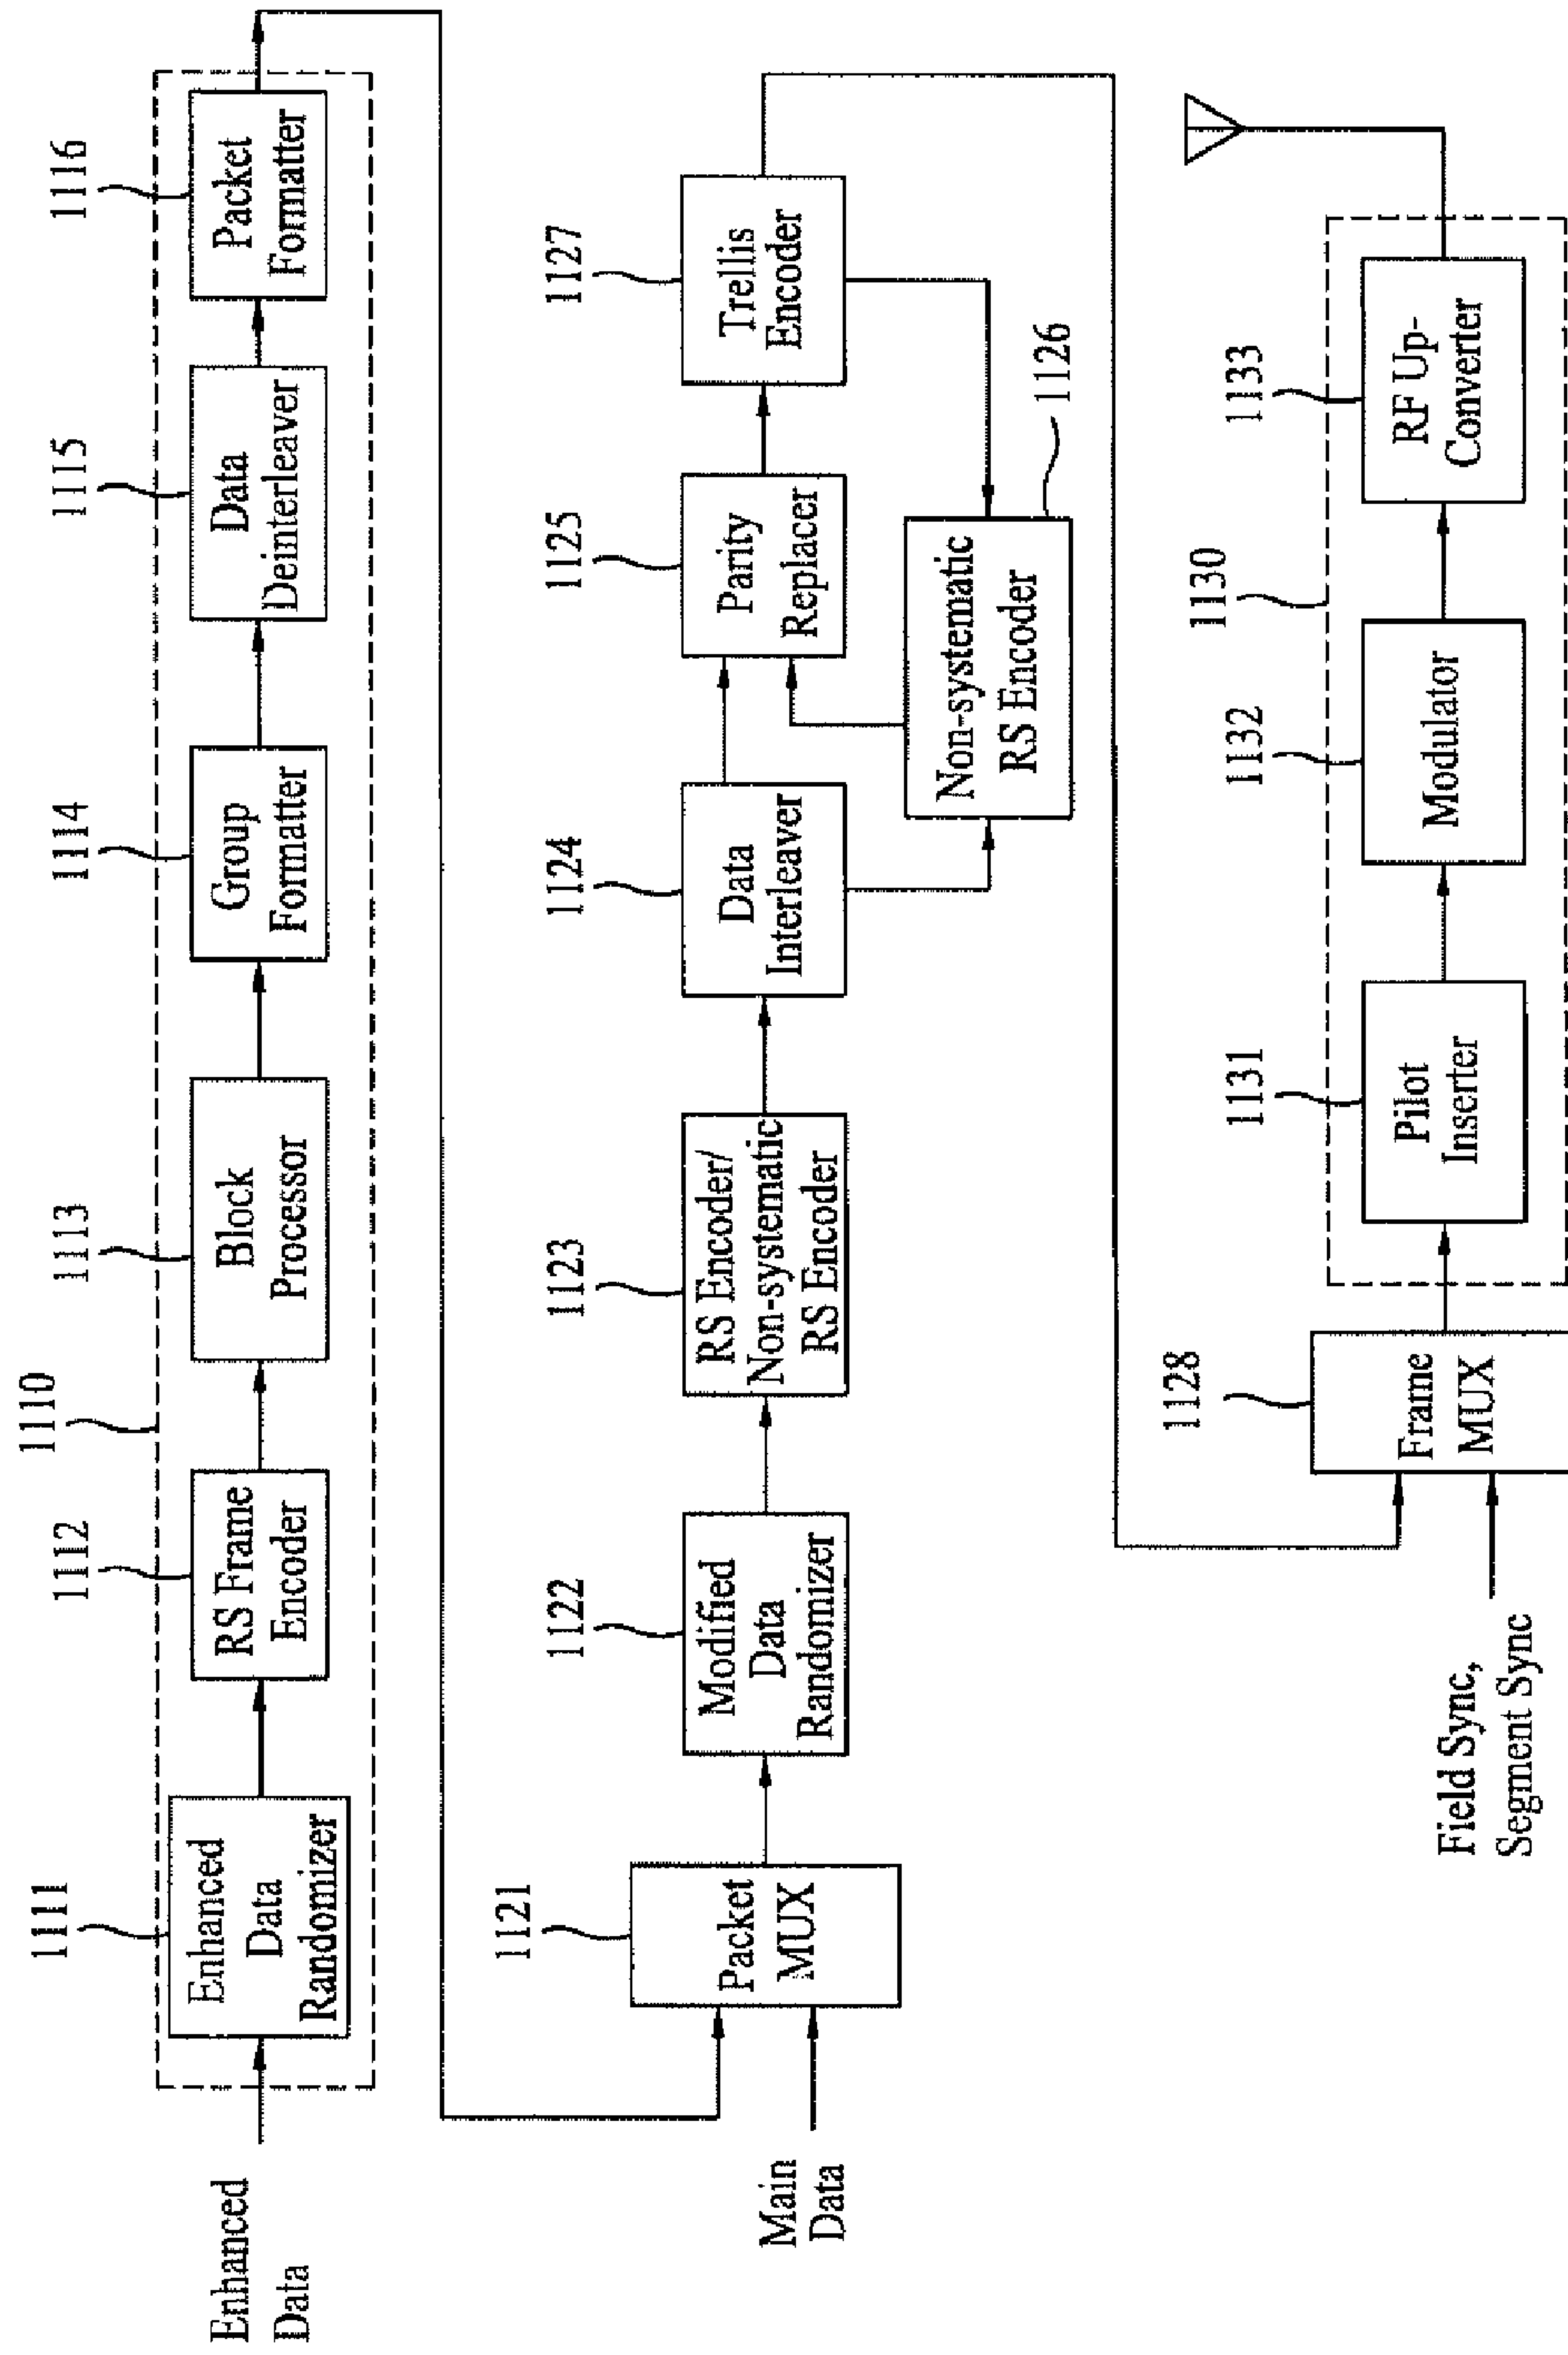 1110
1111
Enhanced
Data
Randomizer
1112
RS Frame
Encoder
1113
Block
Processor
1114
Group
Formatter
1115
Data
Deinterleaver
1116
Packet
Formatter
Enhanced
Data
1121
Packet
MUX
Main
Data
1122
Modified
Data
Randomizer
1123
RS Encoder/
Non-systematic
RS Encoder
1124
Data
Interleaver
1125
Parity
Replacer
1127
Trellis
Encoder
Non-systematic
RS Encoder
1126
1128
Frame
MUX
Field Sync,
Segment Sync
1130
1131
Pilot
Inserter
1132
Modulator
1133
RF Up-
Converter